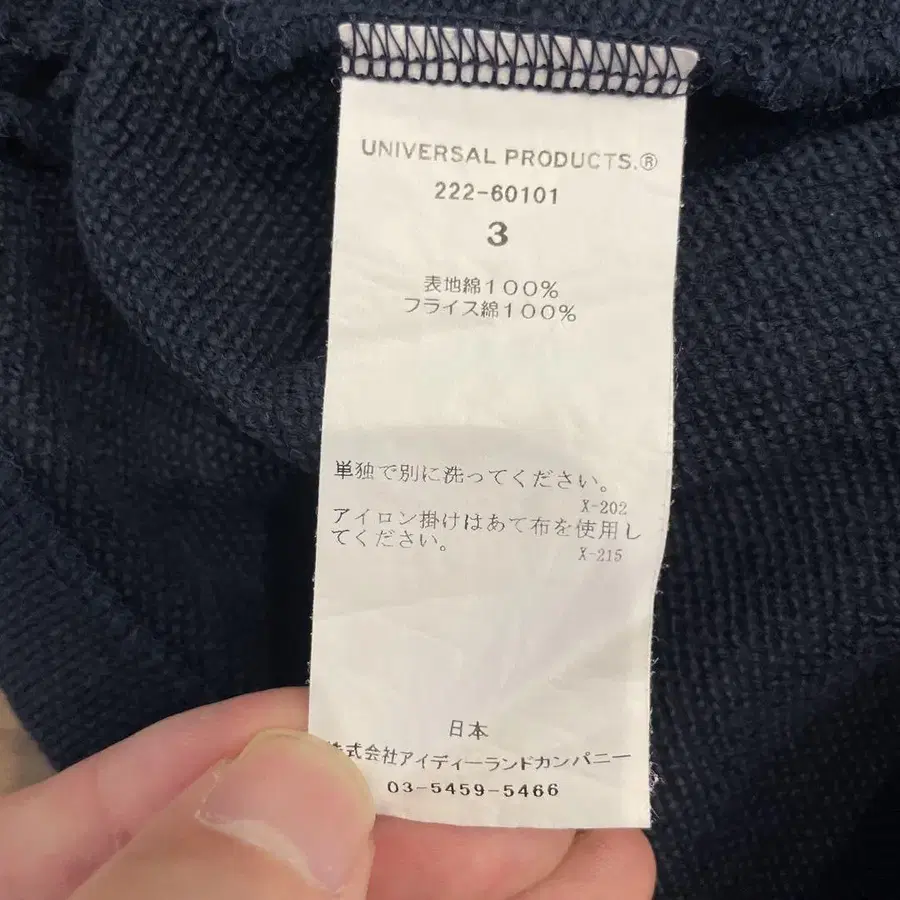 UNIVERSAL PRODUCTS.®
222-60101
3
表地綿100%
フライス綿100%
単独で別に洗ってください。
X-202
アイロン掛けはあて布を使用し
てください。
X-215
日本
式会社アイディーランドカンパニー
03-5459-5466